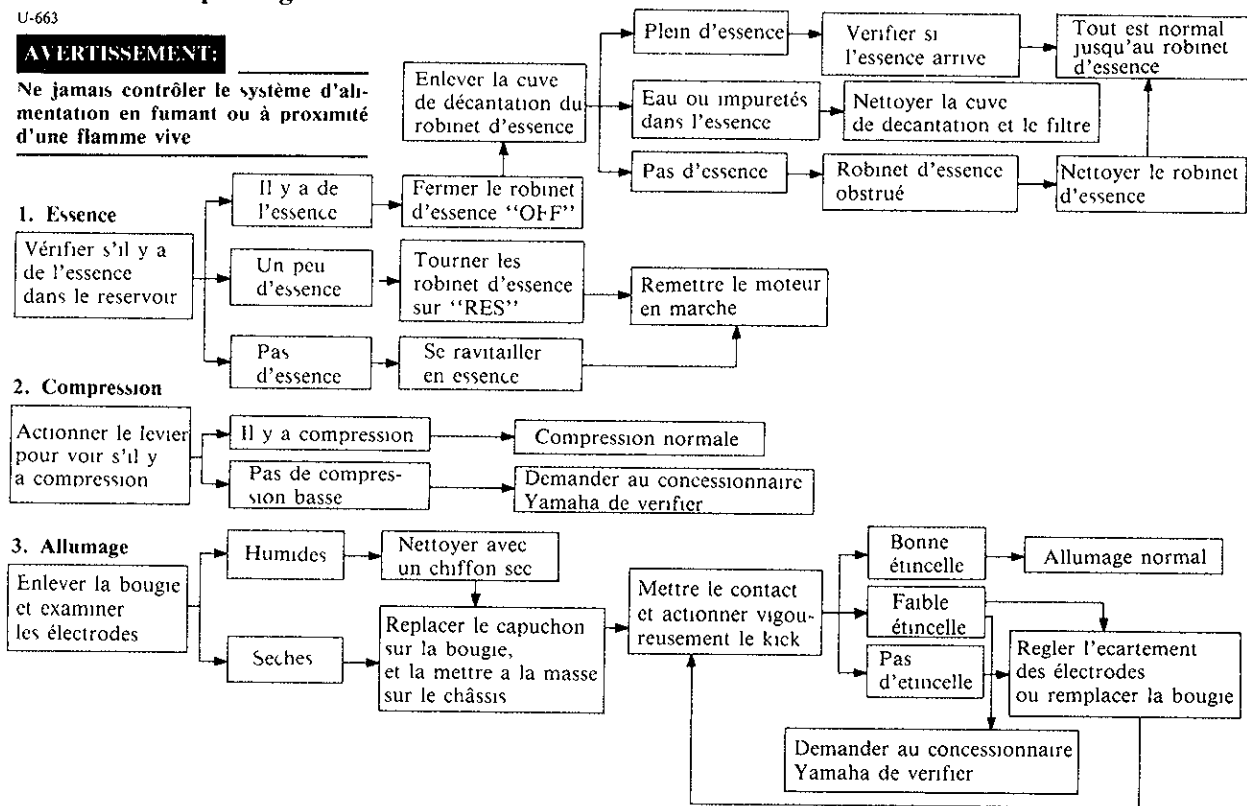 U-663
AVERTISSEMENT:
Ne jamais contrôler le système d'ali-
mentation en fumant ou à proximité
d'une flamme vive
1. Essence
Vérifier s'il y a
de l'essence
dans le reservoir
Il y a de
l'essence
Fermer le robinet
d'essence "OFF"
Enlever la cuve
de décantation du
robinet d'essence
Plein d'essence
Verifier si
l'essence arrive
Tout est normal
jusqu'au robinet
d'essence
Eau ou impuretés
dans l'essence
Nettoyer la cuve
de decantation et le filtre
Pas d'essence
Robinet d'essence
obstrué
Nettoyer le robinet
d'essence
Un peu
d'essence
Tourner les
robinet d'essence
sur "RES"
Remettre le moteur
en marche
Pas
d'essence
Se ravitailler
en essence
2. Compression
Actionner le levier
pour voir s'il y
a compression
Il y a compression
Compression normale
Pas de compres-
sion basse
Demander au concessionnaire
Yamaha de verifier
3. Allumage
Enlever la bougie
et examiner
les électrodes
Humides
Nettoyer avec
un chiffon sec
Seches
Replacer le capuchon
sur la bougie,
et la mettre a la masse
sur le châssis
Mettre le contact
et actionner vigou-
reusement le kick
Bonne
étincelle
Allumage normal
Faible
étincelle
Pas
d'etincelle
Regler l'ecartement
des électrodes
ou remplacer la bougie
Demander au concessionnaire
Yamaha de verifier